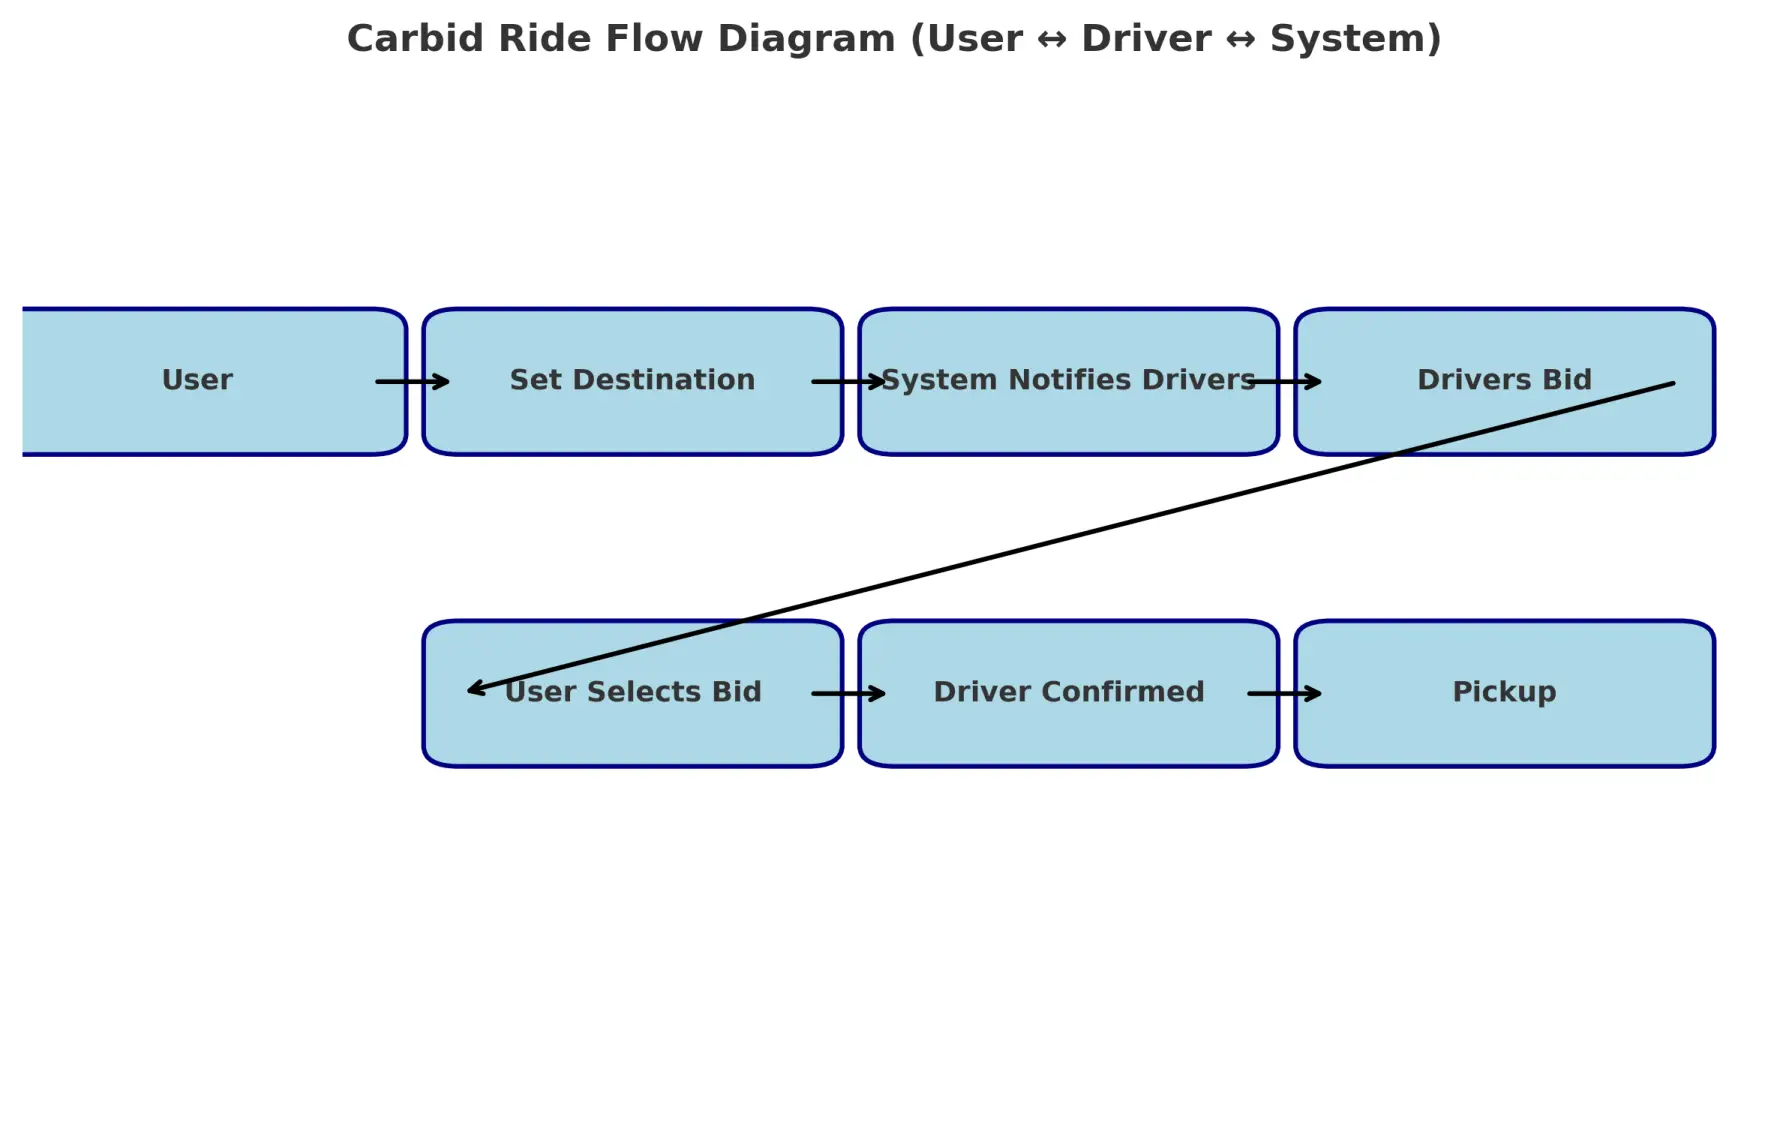 Carbid Ride Flow Diagram (User ↔ Driver ↔ System)
User
Set Destination
System Notifies Drivers
Drivers Bid
User Selects Bid
Driver Confirmed
Pickup